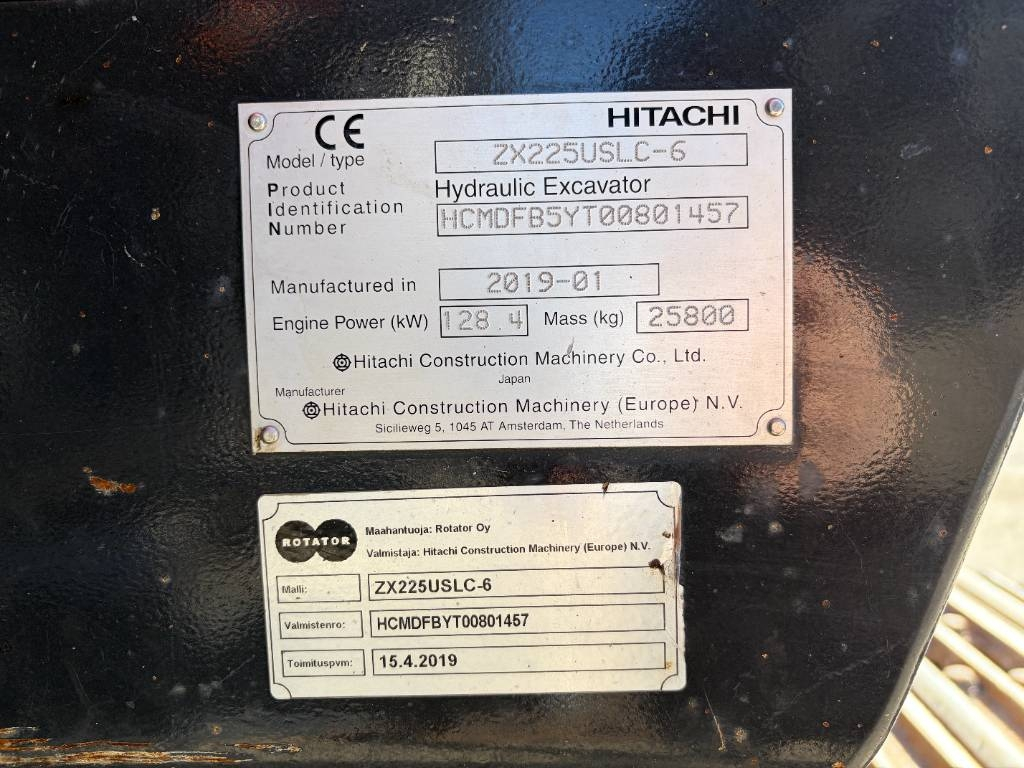 CE HITACHI
Model / type ZX225USLC-6
Product Hydraulic Excavator
Identification HCMDFB5YT00801457
Number
Manufactured in 2019-01
Engine Power (kW) 128.4 Mass (kg) 25800
Hitachi Construction Machinery Co., Ltd.
Japan
Manufacturer
Hitachi Construction Machinery (Europe) N.V.
Sicilieweg 5, 1045 AT Amsterdam, The Netherlands
ROTATOR
Maahantuoja: Rotator Oy
Valmistaja: Hitachi Construction Machinery (Europe) N.V.
Malli: ZX225USLC-6
Valmistenro: HCMDFBYT00801457
Toimituspvm: 15.4.2019